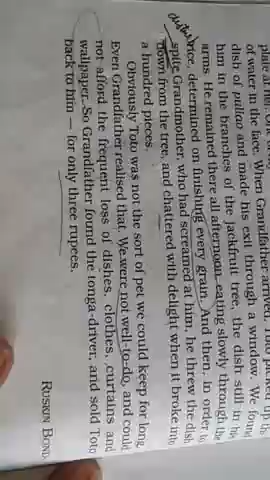 plate
of water in the face. When Grandfather arrived up the
dish of pullao and made his exit through a window. We found
him in the branches of the jackfruit tree, the dish still in his
arms. He remained there all afternoon, eating slowly through the
rice, determined on finishing every grain. And then, in order to
spite Grandmother, who had screamed at him, he threw the dish
down from the tree, and chattered with delight when it broke into
a hundred pieces.
Obviously Toto was not the sort of pet we could keep for long.
Even Grandfather realised that. We were not well-to-do, and could
not afford the frequent loss of dishes, clothes, curtains and
wallpaper. So Grandfather found the tonga-driver, and sold Toto
back to him — for only three rupees.
RUSKIN BOND